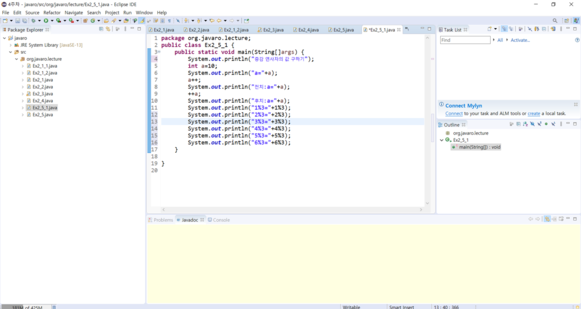 4주차 - javaro/src/org/javaro/lecture/Ex2_5_1.java - Eclipse IDE
File Edit Source Refactor Navigate Search Project Run Window Help
Package Explorer
javaro
JRE System Library
src
org.javaro.lecture
Ex2_1_1.java
Ex2_1_2.java
Ex2_2.java
Ex2_3.java
Ex2_4.java
Ex2_5_1.java
Ex2_5.java
Ex2_1.java Ex2_2.java Ex2_1_1.java Ex2_1_2.java Ex2_3.java Ex2_4.java Ex2_5.java *Ex2_5_1.java
1 package org.javaro.lecture;
2 public class Ex2_5_1 {
3 public static void main(String[]args) {
4 System.out.println("증감 연산자의 값 구하기");
5 int a=10;
6 System.out.println("a="+a);
7 a++;
8 System.out.println("전치:a="+a);
9 ++a;
10 System.out.println("후치:a="+a);
11 System.out.println("1%3="+1%3);
12 System.out.println("2%3="+2%3);
13 System.out.println("3%3="+3%3);
14 System.out.println("4%3="+4%3);
15 System.out.println("5%3="+5%3);
16 System.out.println("6%3="+6%3);
17 }
18
19 }
20
Task List
Find
All Activate...
Connect Mylyn
Connect to your task and ALM tools or create a local task.
Outline
org.javaro.lecture
Ex2_5_1
main(String[]) : void
Problems Javadoc Console
Writable
Smart Insert